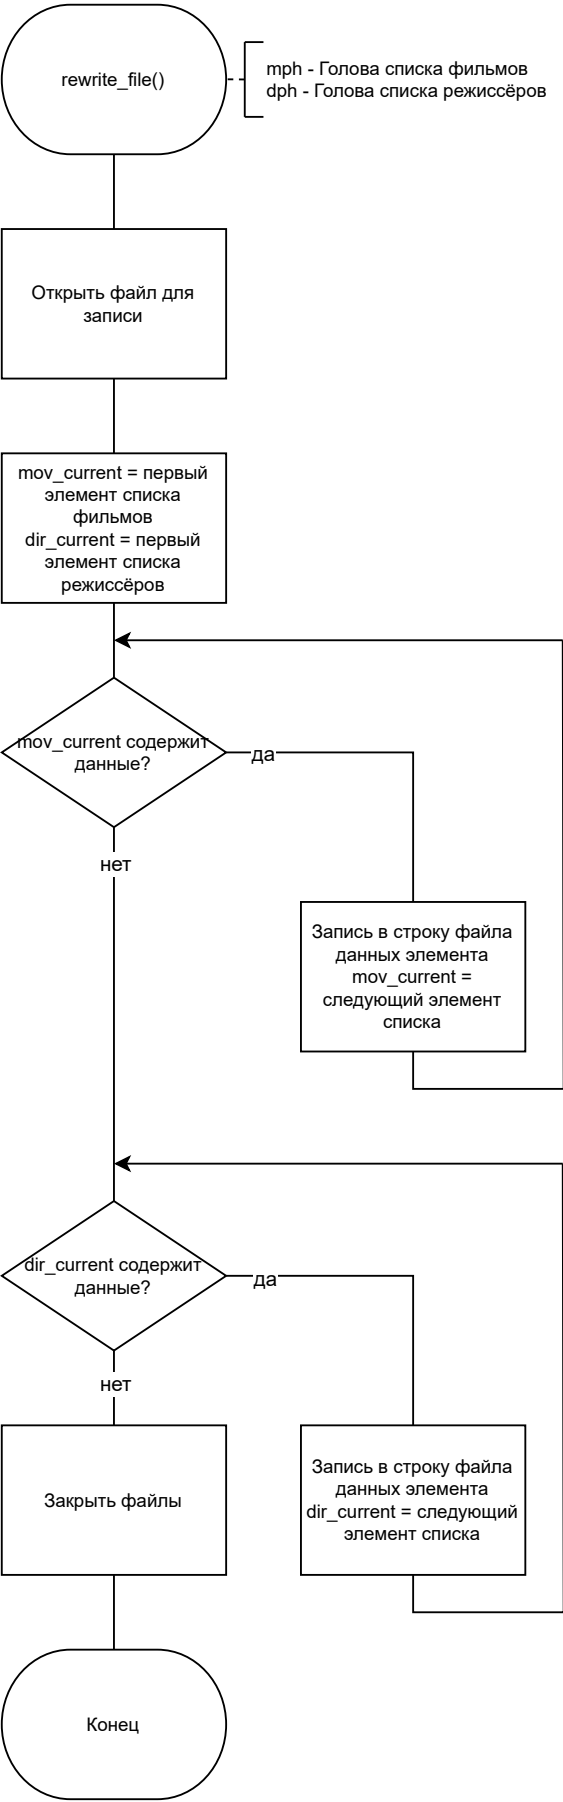 rewrite_file()
mph - Голова списка фильмов
dph - Голова списка режиссёров
Открыть файл для
записи
mov_current = первый
элемент списка
фильмов
dir_current = первый
элемент списка
режиссёров
mov_current содержит
данные?
да
нет
Запись в строку файла
данных элемента
mov_current =
следующий элемент
списка
dir_current содержит
данные?
да
нет
Закрыть файлы
Запись в строку файла
данных элемента
dir_current = следующий
элемент списка
Конец